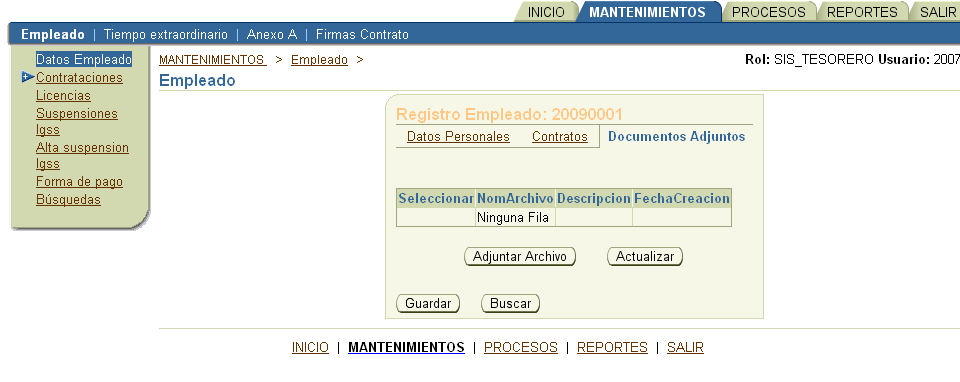 INICIO MANTENIMIENTOS PROCESOS REPORTES SALIR
Empleado | Tiempo extraordinario | Anexo A | Firmas Contrato
Datos Empleado
Contrataciones
Licencias
Suspensiones
Igss
Alta suspension
Igss
Forma de pago
Búsquedas
MANTENIMIENTOS > Empleado >
Rol: SIS_TESORERO Usuario: 2007
Empleado
Registro Empleado: 20090001
Datos Personales Contratos Documentos Adjuntos
Seleccionar NomArchivo Descripcion FechaCreacion
Ninguna Fila
Adjuntar Archivo Actualizar
Guardar Buscar
INICIO | MANTENIMIENTOS | PROCESOS | REPORTES | SALIR